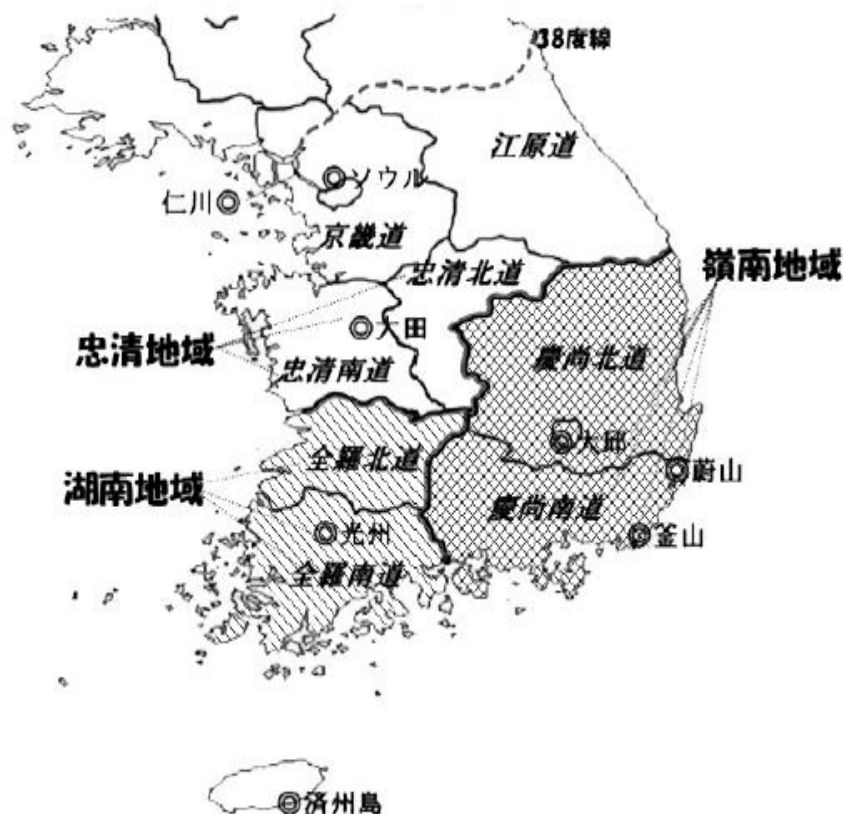 38度線
江原道
ソウル
仁川
京畿道
忠清北道
嶺南地域
忠清地域
大田
慶尚北道
忠清南道
大邱
全羅北道
蔚山
湖南地域
慶尚南道
光州
釜山
全羅南道
済州島